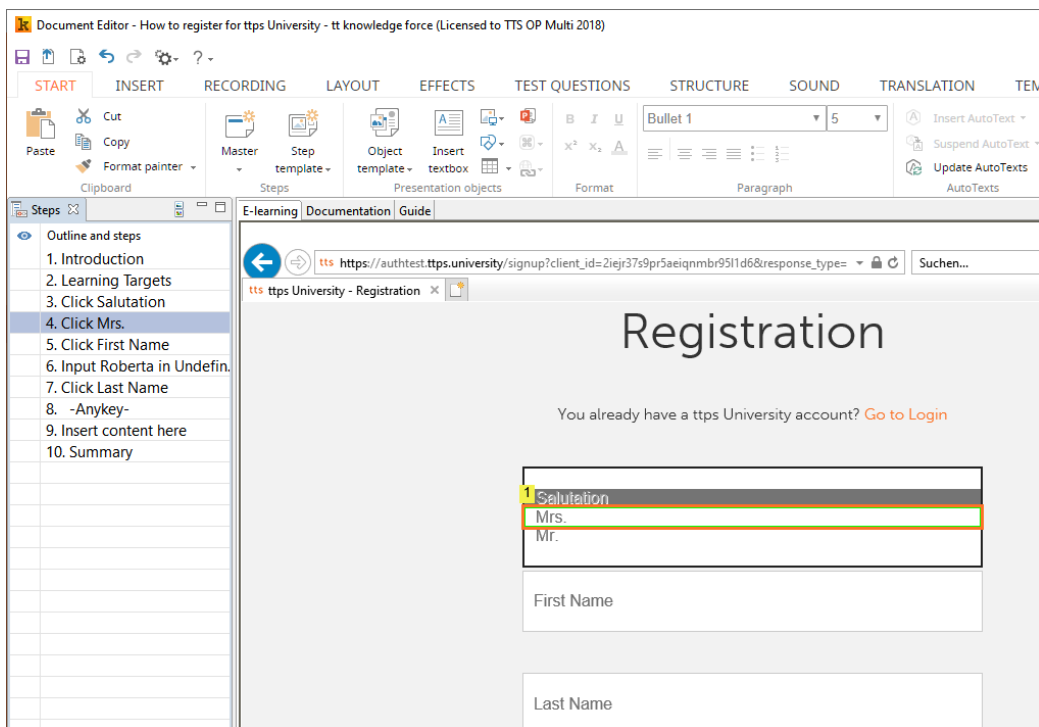 Document Editor - How to register for ttps University - tt knowledge force (Licensed to TTS OP Multi 2018)
?
START INSERT RECORDING LAYOUT EFFECTS TEST QUESTIONS STRUCTURE SOUND TRANSLATION TEM
Paste
Cut
Copy
Format painter
Clipboard
Master
Step template
Steps
Object template
Insert textbox
Presentation objects
B I U
x² x₂ A
Format
Bullet 1 5
Paragraph
Insert AutoText
Suspend AutoText
Update AutoTexts
AutoTexts
Steps
E-learning Documentation Guide
Outline and steps
1. Introduction
2. Learning Targets
3. Click Salutation
4. Click Mrs.
5. Click First Name
6. Input Roberta in Undefin.
7. Click Last Name
8. -Anykey-
9. Insert content here
10. Summary
tts https://authtest.ttps.university/signup?client_id=2iejr37s9pr5aeiqnmbr95l1d6&response_type=
Suchen...
tts ttps University - Registration
Registration
You already have a ttps University account? Go to Login
1
Salutation
Mrs.
Mr.
First Name
Last Name